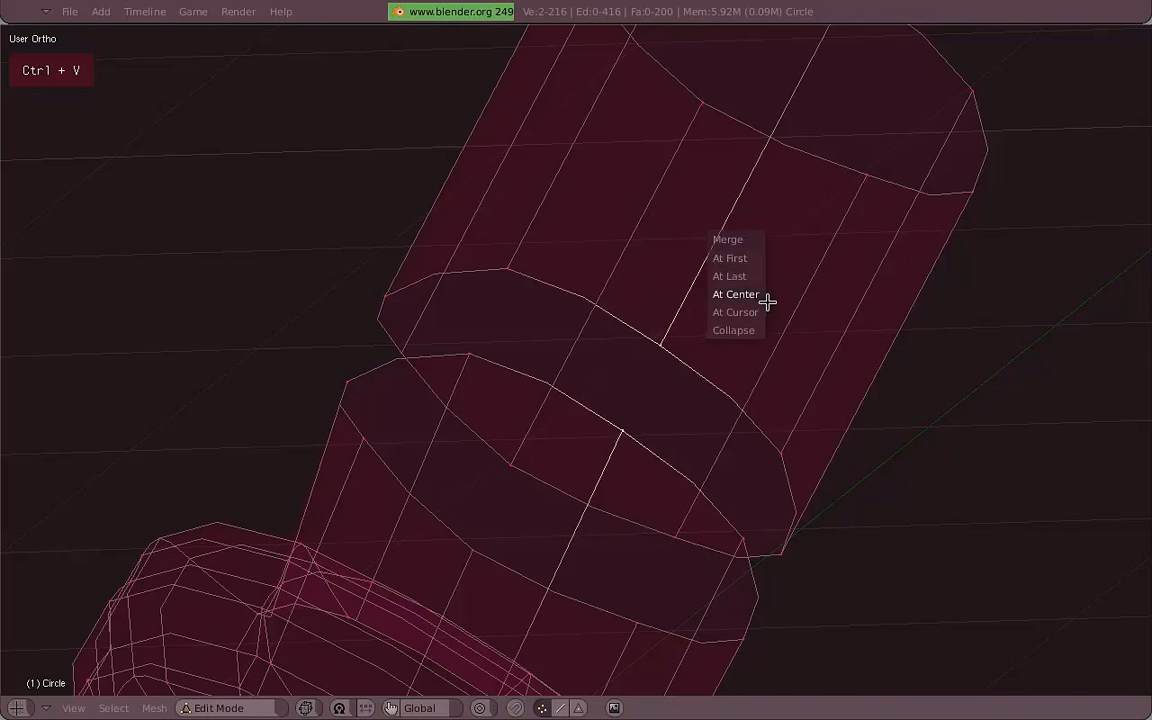 File Add Timeline Game Render Help www.blender.org 249 Ve:2-216 | Ed:0-416 | Fa:0-200 | Mem:5.92M (0.09M) Circle
User Ortho
Ctrl + V
Merge
At First
At Last
At Center
At Cursor
Collapse
(1) Circle
View Select Mesh Edit Mode Global